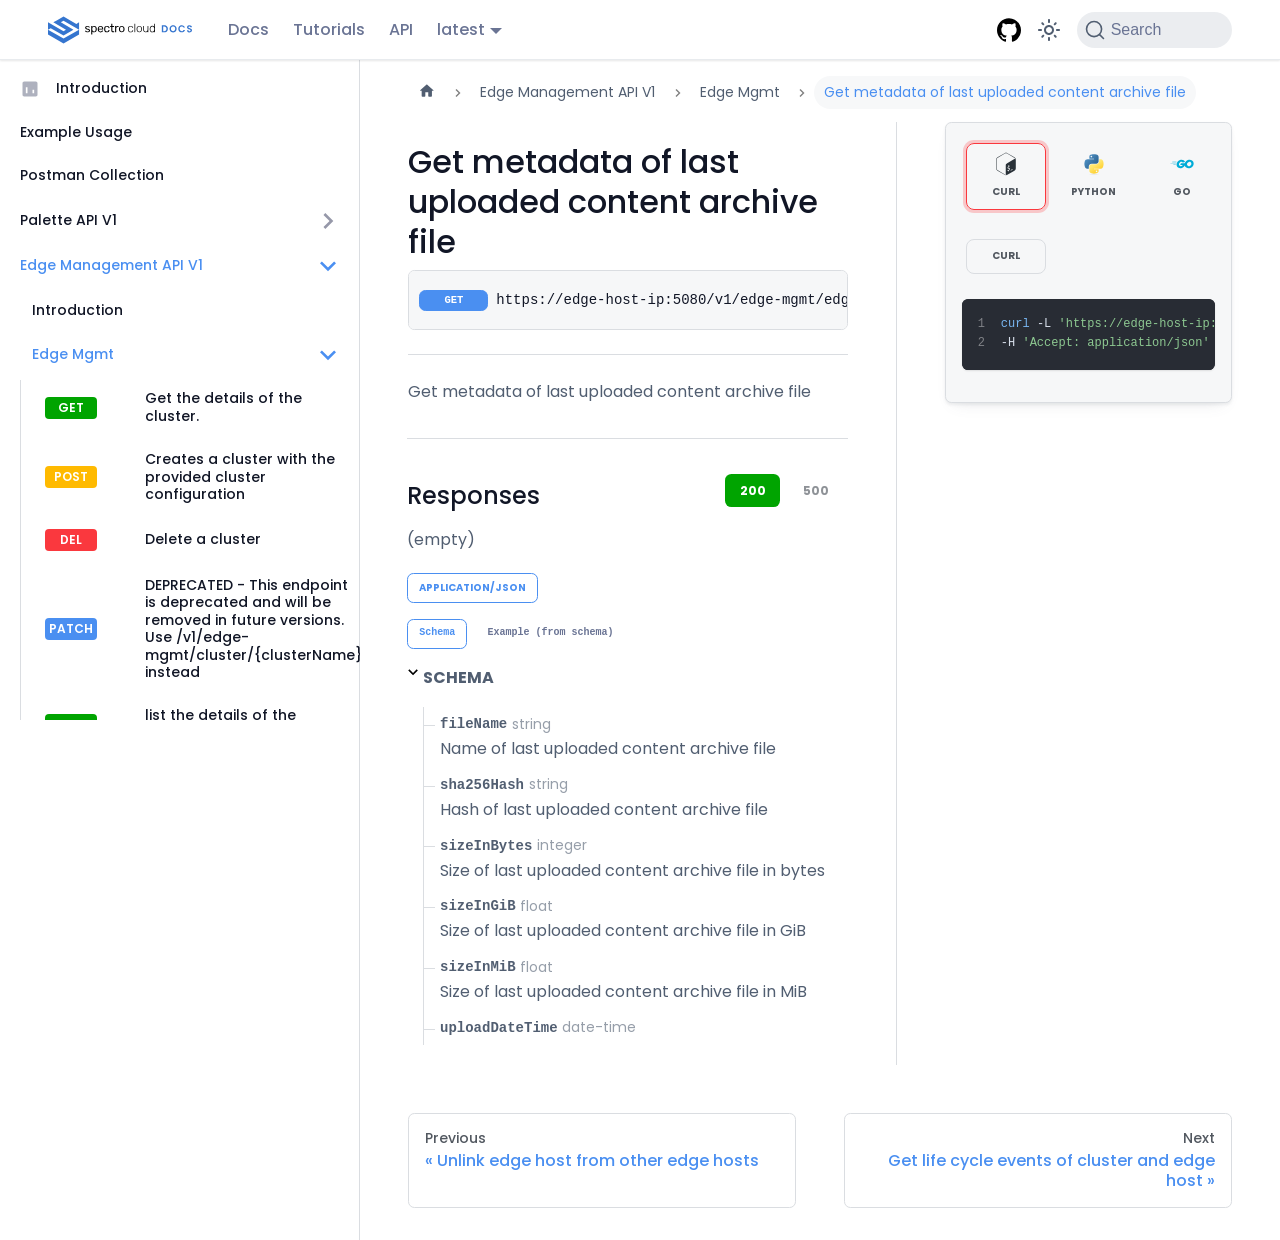 spectro cloud DOCS
Docs
Tutorials
API
latest
Search
Introduction
Example Usage
Postman Collection
Palette API V1
Edge Management API V1
Introduction
Edge Mgmt
GET
Get the details of the
cluster.
POST
Creates a cluster with the
provided cluster
configuration
DEL
Delete a cluster
PATCH
DEPRECATED - This endpoint
is deprecated and will be
removed in future versions.
Use /v1/edge-
mgmt/cluster/{clusterName}
instead
list the details of the
Edge Management API V1
Edge Mgmt
Get metadata of last uploaded content archive file
Get metadata of last
uploaded content archive
file
GET
https://edge-host-ip:5080/v1/edge-mgmt/edg
Get metadata of last uploaded content archive file
Responses
200
500
(empty)
APPLICATION/JSON
Schema
Example (from schema)
SCHEMA
fileName string
Name of last uploaded content archive file
sha256Hash string
Hash of last uploaded content archive file
sizeInBytes integer
Size of last uploaded content archive file in bytes
sizeInGiB float
Size of last uploaded content archive file in GiB
sizeInMiB float
Size of last uploaded content archive file in MiB
uploadDateTime date-time
CURL
PYTHON
GO
CURL
1 curl -L 'https://edge-host-ip:
2 -H 'Accept: application/json'
Previous
« Unlink edge host from other edge hosts
Next
Get life cycle events of cluster and edge
host »